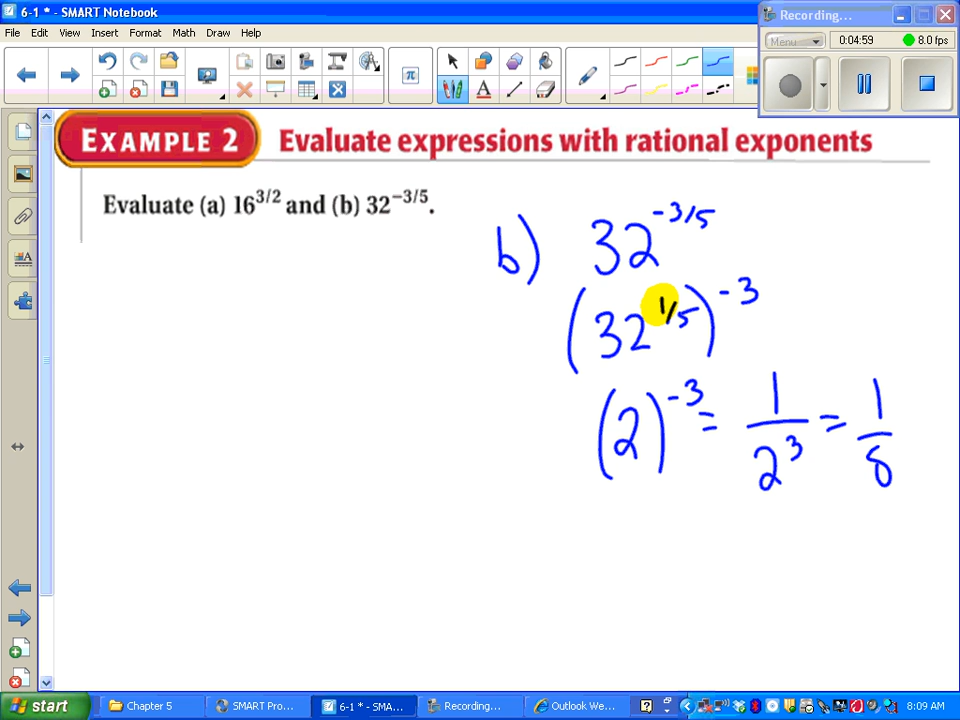 6-1 * - SMART Notebook
Recording...
File Edit View Insert Format Math Draw Help
Menu
00:04:59
8.0 fps
EXAMPLE 2
Evaluate expressions with rational exponents
Evaluate (a) 16^{3/2} and (b) 32^{-3/5}.
b) 32^{-3/5}
(32^{1/5})^{-3}
(2)^{-3} = 1/2^3 = 1/8
start
Chapter 5
SMART Pro...
6-1 * - SMA...
Recording...
Outlook We...
8:09 AM